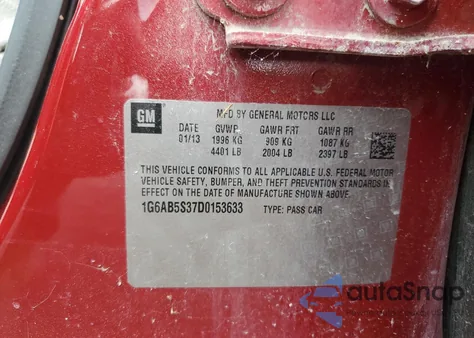 GM
MFD BY GENERAL MOTORS LLC
DATE GVWR GAWR FRT GAWR RR
01/13 1996 KG 909 KG 1087 KG
4401 LB 2004 LB 2397 LB
THIS VEHICLE CONFORMS TO ALL APPLICABLE U.S. FEDERAL MOTOR
VEHICLE SAFETY, BUMPER, AND THEFT PREVENTION STANDARDS IN
EFFECT ON THE DATE OF MANUFACTURE SHOWN ABOVE.
1G6AB5S37D0153633 TYPE: PASS CAR
autoSnap